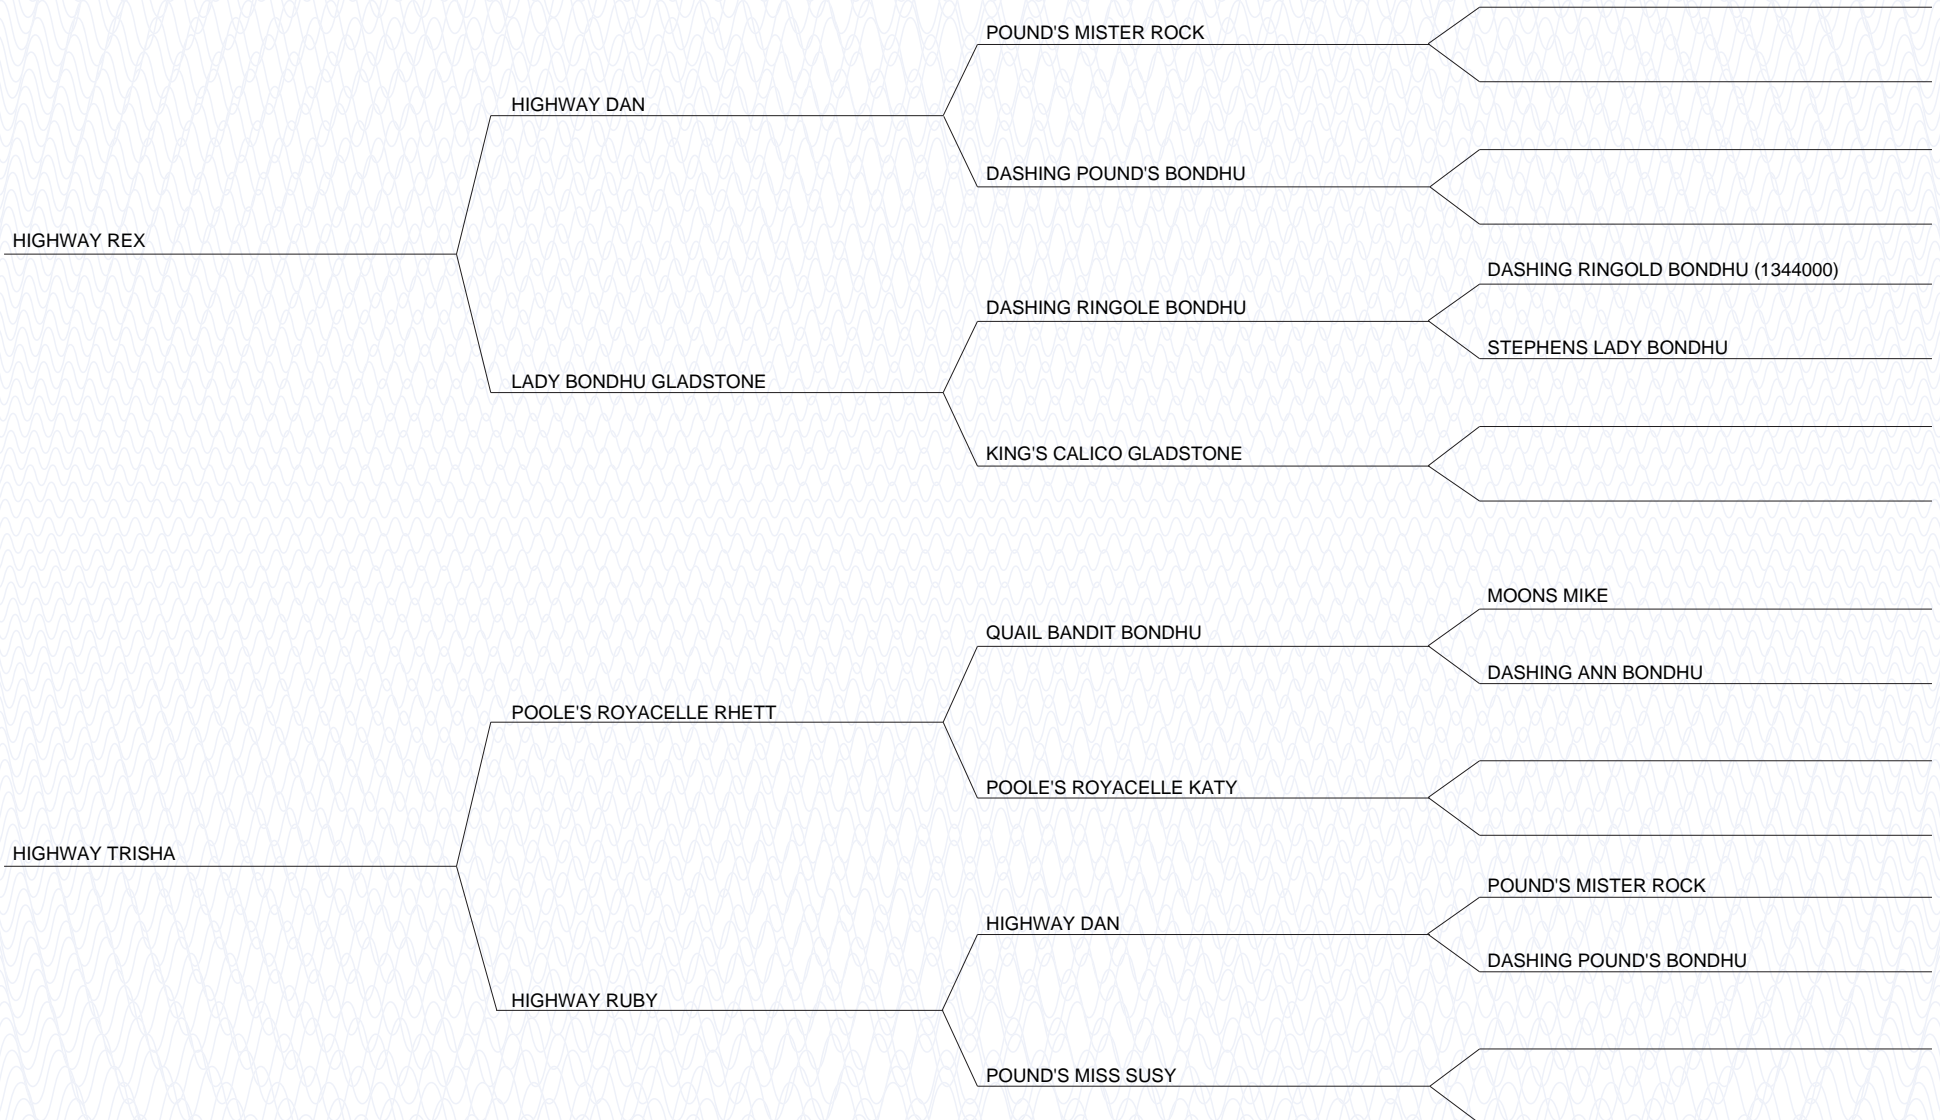 POUND'S MISTER ROCK
HIGHWAY DAN
DASHING POUND'S BONDHU
HIGHWAY REX
DASHING RINGOLD BONDHU (1344000)
DASHING RINGOLE BONDHU
STEPHENS LADY BONDHU
LADY BONDHU GLADSTONE
KING'S CALICO GLADSTONE
MOONS MIKE
QUAIL BANDIT BONDHU
DASHING ANN BONDHU
POOLE'S ROYACELLE RHETT
POOLE'S ROYACELLE KATY
HIGHWAY TRISHA
POUND'S MISTER ROCK
HIGHWAY DAN
DASHING POUND'S BONDHU
HIGHWAY RUBY
POUND'S MISS SUSY